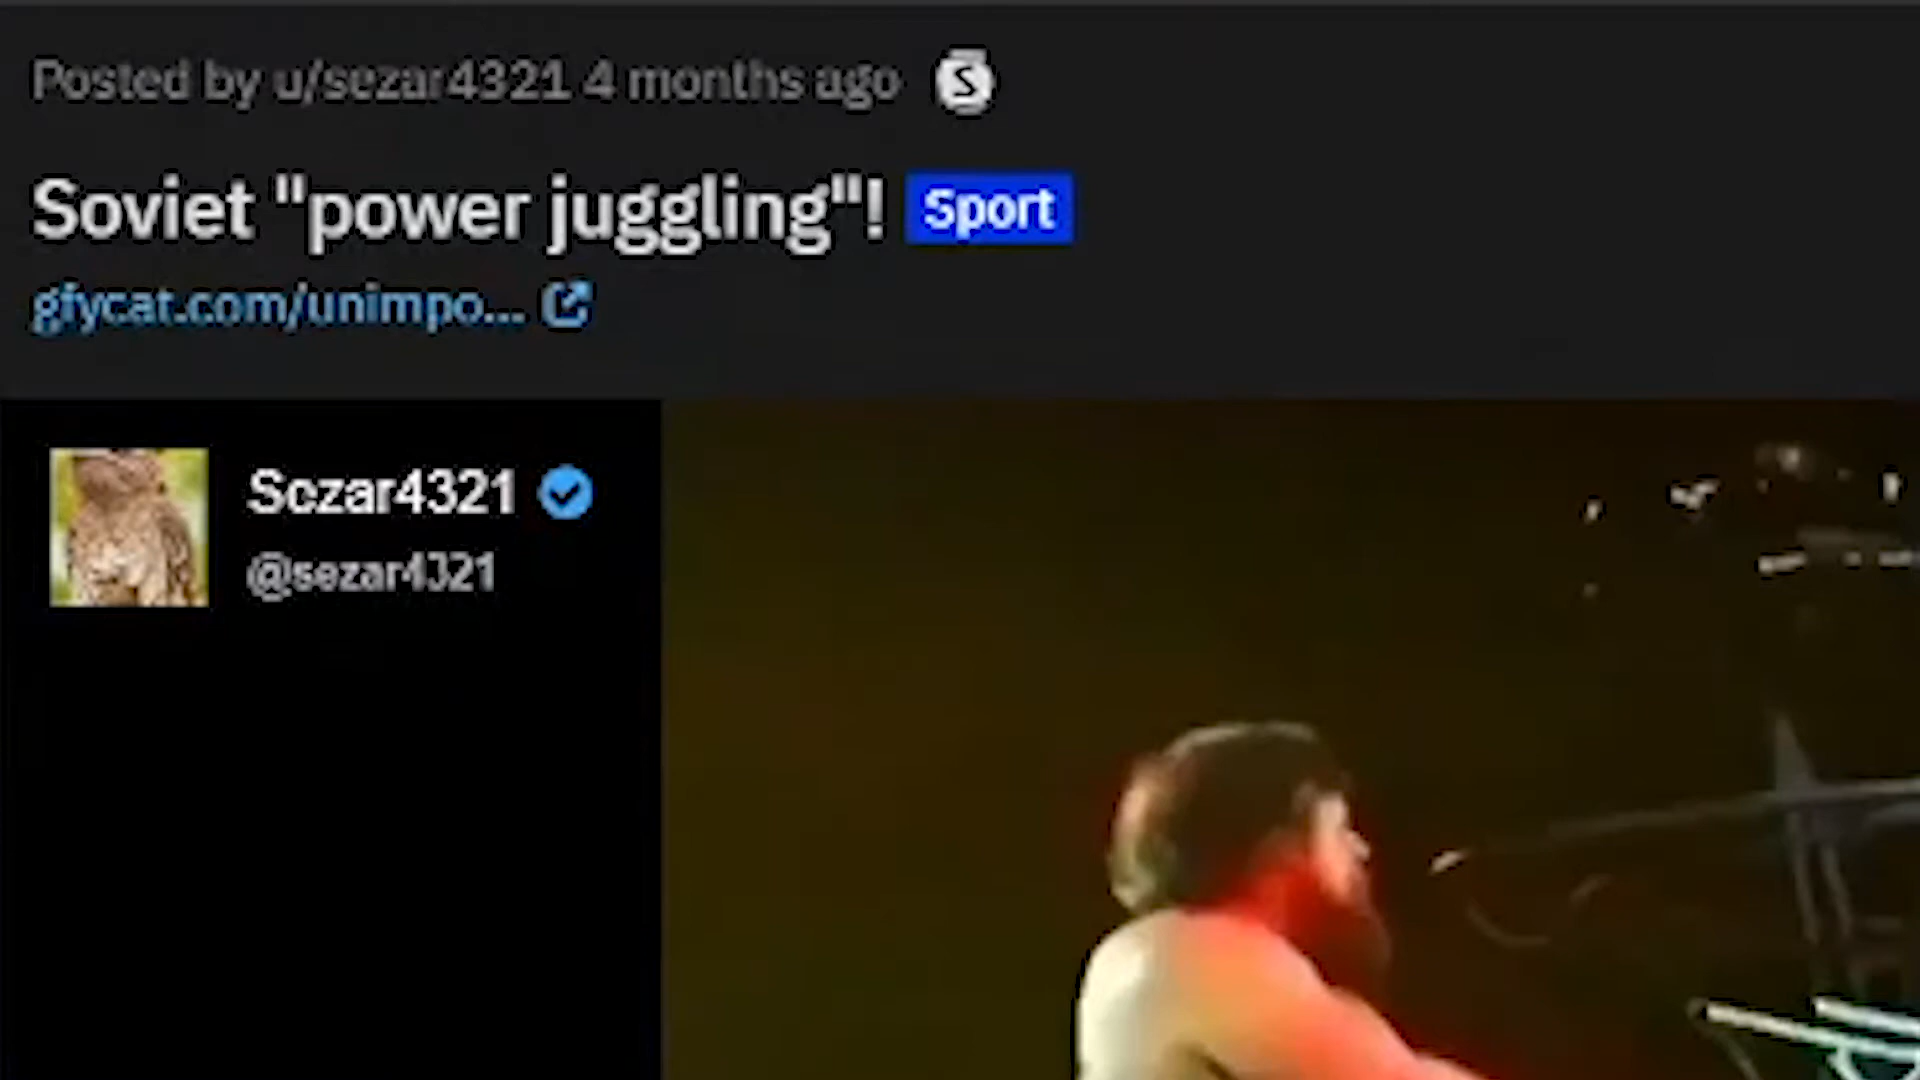 Posted by u/sezar4321 4 months ago
Soviet "power juggling"! Sport
gfycat.com/unimpo...
Sezar4321
@sezar4321